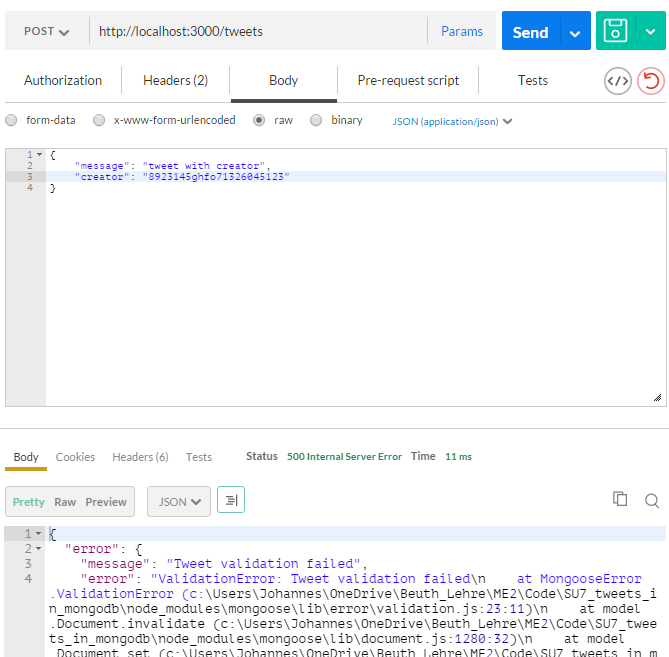 POST http://localhost:3000/tweets Params Send
Authorization Headers (2) Body Pre-request script Tests </>
form-data x-www-form-urlencoded raw binary JSON (application/json)
1 {
2 "message": "tweet with creator",
3 "creator": "8923145ghfo71326045123"
4 }
Body Cookies Headers (6) Tests Status 500 Internal Server Error Time 11 ms
Pretty Raw Preview JSON
1 {
2 "error": {
3 "message": "Tweet validation failed",
4 "error": "ValidationError: Tweet validation failed\n    at MongooseError
.ValidationError (c:\Users\Johannes\OneDrive\Beuth_Lehre\ME2\Code\SU7_tweets_i
n_mongodb\node_modules\mongoose\lib\error\validation.js:23:11)\n    at model
.Document.invalidate (c:\Users\Johannes\OneDrive\Beuth_Lehre\ME2\Code\SU7_twee
ts_in_mongodb\node_modules\mongoose\lib\document.js:1280:32)\n    at model
.Document.set (c:\Users\Johannes\OneDrive\Beuth_Lehre\ME2\Code\SU7_tweets_in_m